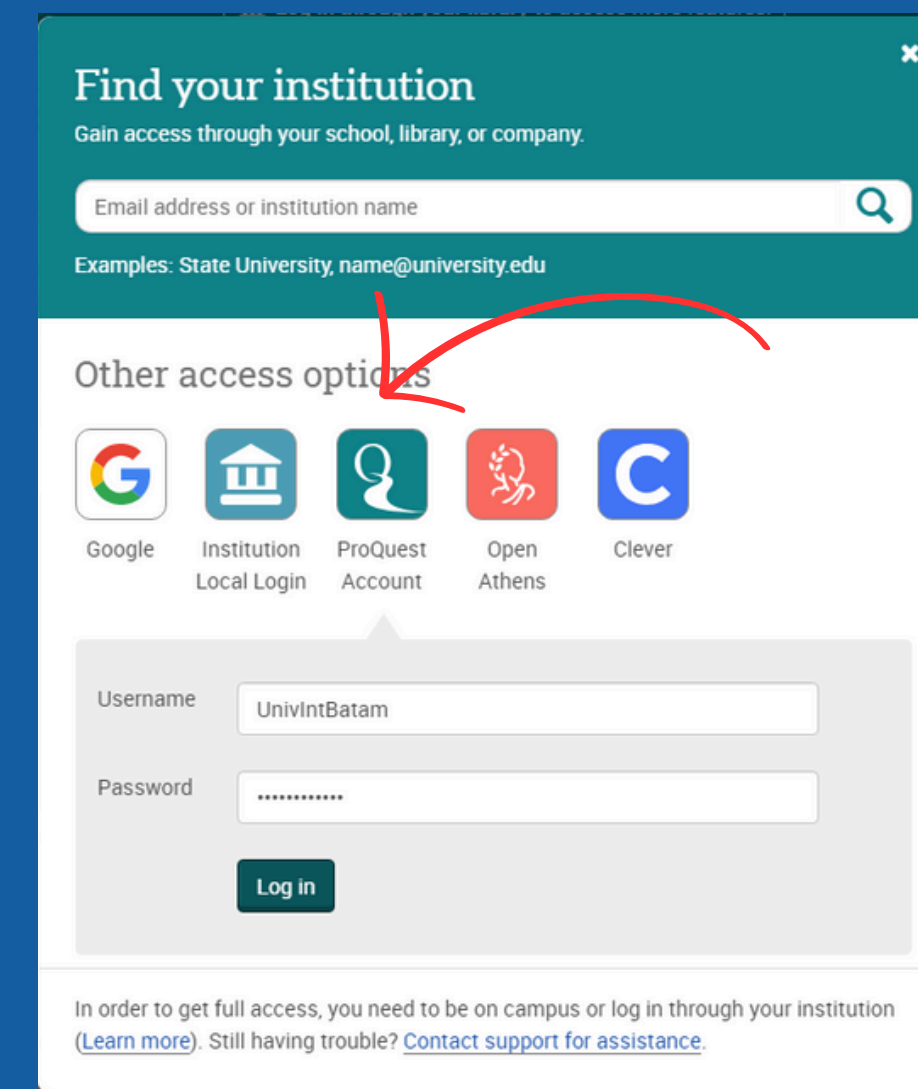 Find your institution
Gain access through your school, library, or company.
Email address or institution name
Examples: State University, name@university.edu
Other access options
Google
Institution Local Login
ProQuest Account
Open Athens
Clever
Username
UnivIntBatam
Password
••••••••••••
Log in
In order to get full access, you need to be on campus or log in through your institution
(Learn more). Still having trouble? Contact support for assistance.